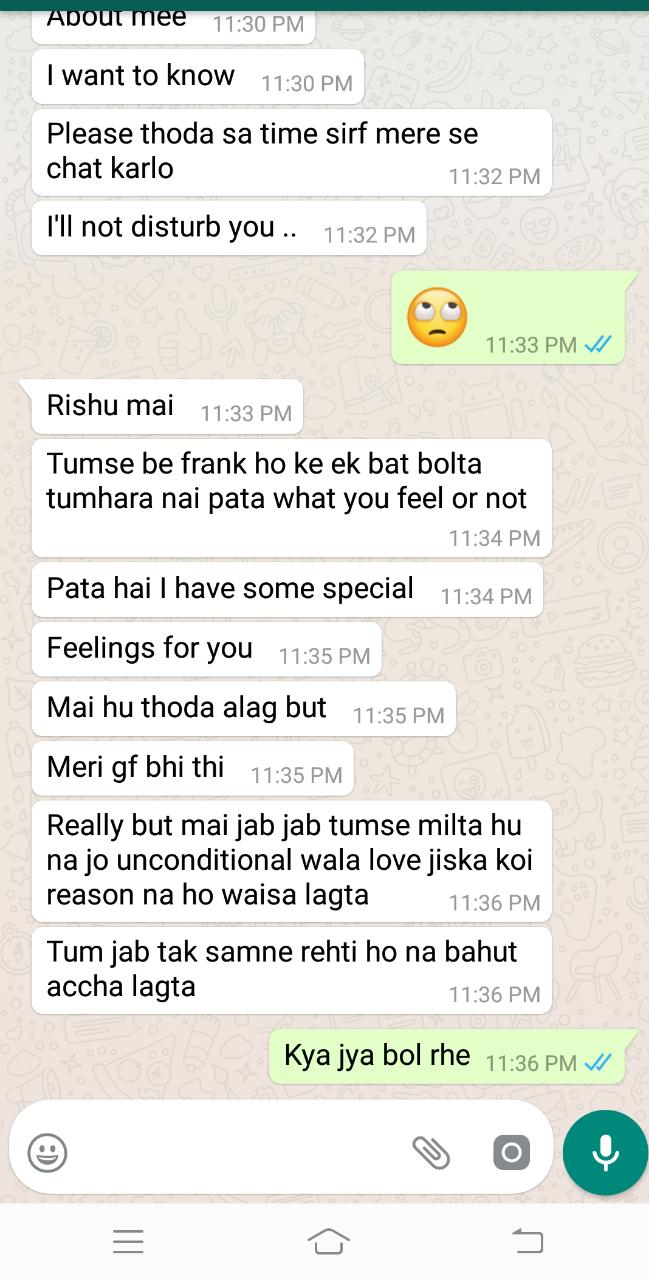 About mee 11:30 PM
I want to know 11:30 PM
Please thoda sa time sirf mere se
chat karlo 11:32 PM
I'll not disturb you .. 11:32 PM
🙄 11:33 PM
Rishu mai 11:33 PM
Tumse be frank ho ke ek bat bolta
tumhara nai pata what you feel or not
11:34 PM
Pata hai I have some special 11:34 PM
Feelings for you 11:35 PM
Mai hu thoda alag but 11:35 PM
Meri gf bhi thi 11:35 PM
Really but mai jab jab tumse milta hu
na jo unconditional wala love jiska koi
reason na ho waisa lagta 11:36 PM
Tum jab tak samne rehti ho na bahut
accha lagta 11:36 PM
Kya jya bol rhe 11:36 PM